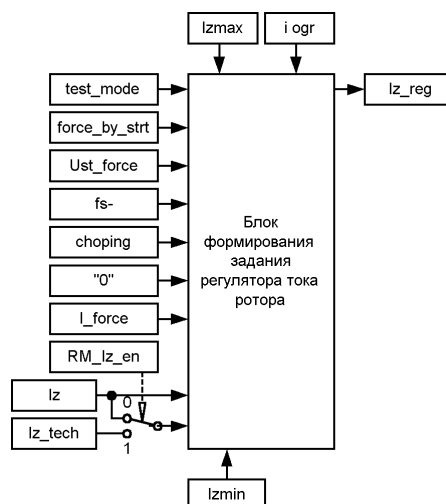 Izmax
i ogr
test_mode
Iz_reg
force_by_strt
Ust_force
fs-
choping
"0"
I_force
RM_Iz_en
Iz
0
Iz_tech
1
Блок
формирования
задания
регулятора тока
ротора
Izmin